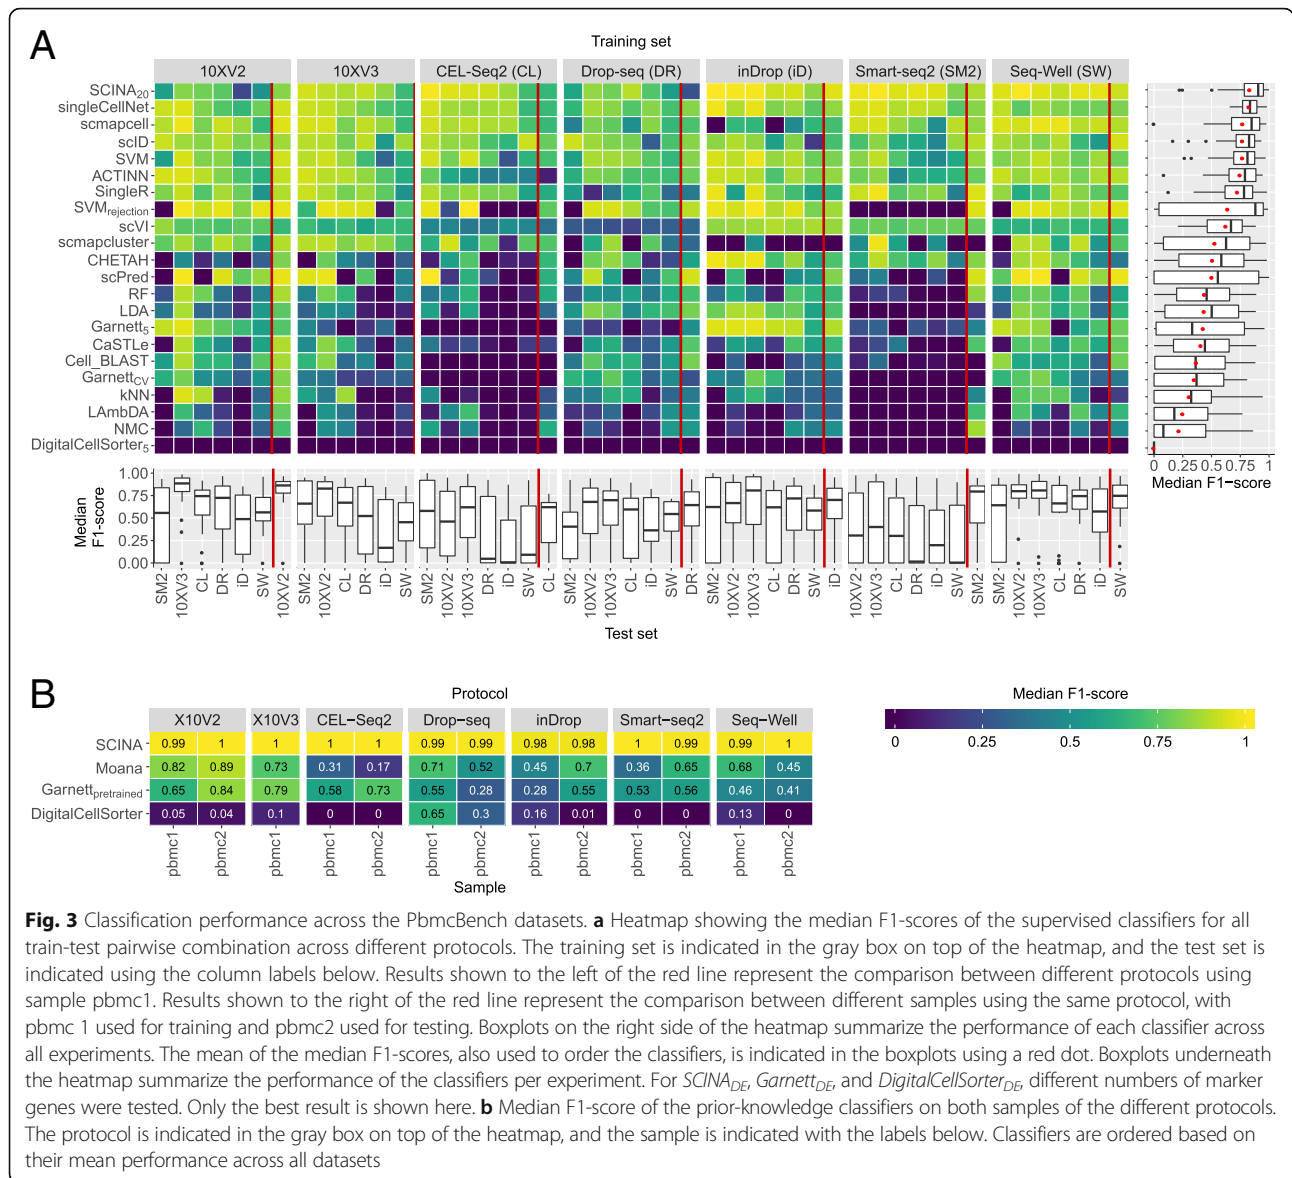 A
Training set
10XV2 10XV3 CEL-Seq2 (CL) Drop-seq (DR) inDrop (iD) Smart-seq2 (SM2) Seq-Well (SW)
SCINA20
singleCellNet
scmapcell
scID
SVM
ACTINN
SingleR
SVMrejection
scVI
scmapcluster
CHETAH
scPred
RF
LDA
Garnett5
CaSTLe
Cell_BLAST
GarnettCV
kNN
LAmbDA
NMC
DigitalCellSorter5
0 0.25 0.5 0.75 1
Median F1−score
Median
F1−score
1.00
0.75
0.50
0.25
0.00
SM2 10XV3 CL DR iD SW 10XV2 SM2 10XV2 CL DR iD SW SM2 10XV2 10XV3 DR iD SW CL SM2 10XV2 10XV3 CL iD SW DR SM2 10XV2 10XV3 CL DR SW iD 10XV2 10XV3 CL DR iD SW SM2 SM2 10XV2 10XV3 CL DR iD SW
Test set
B
Protocol
X10V2 X10V3 CEL−Seq2 Drop−seq inDrop Smart−seq2 Seq−Well
SCINA 0.99 1 1 1 1 0.99 0.99 0.98 0.98 1 0.99 0.99 1
Moana 0.82 0.89 0.73 0.31 0.17 0.71 0.52 0.45 0.7 0.36 0.65 0.68 0.45
Garnettpretrained 0.65 0.84 0.79 0.58 0.73 0.55 0.28 0.28 0.55 0.53 0.56 0.46 0.41
DigitalCellSorter 0.05 0.04 0.1 0 0 0.65 0.3 0.16 0.01 0 0 0.13 0
pbmc1 pbmc2 pbmc1 pbmc1 pbmc2 pbmc1 pbmc2 pbmc1 pbmc2 pbmc1 pbmc2 pbmc1 pbmc2
Sample
Median F1-score
0 0.25 0.5 0.75 1
Fig. 3 Classification performance across the PbmcBench datasets. a Heatmap showing the median F1-scores of the supervised classifiers for all
train-test pairwise combination across different protocols. The training set is indicated in the gray box on top of the heatmap, and the test set is
indicated using the column labels below. Results shown to the left of the red line represent the comparison between different protocols using
sample pbmc1. Results shown to the right of the red line represent the comparison between different samples using the same protocol, with
pbmc 1 used for training and pbmc2 used for testing. Boxplots on the right side of the heatmap summarize the performance of each classifier across
all experiments. The mean of the median F1-scores, also used to order the classifiers, is indicated in the boxplots using a red dot. Boxplots underneath
the heatmap summarize the performance of the classifiers per experiment. For SCINADE, GarnettDE, and DigitalCellSorterDE, different numbers of marker
genes were tested. Only the best result is shown here. b Median F1-score of the prior-knowledge classifiers on both samples of the different protocols.
The protocol is indicated in the gray box on top of the heatmap, and the sample is indicated with the labels below. Classifiers are ordered based on
their mean performance across all datasets